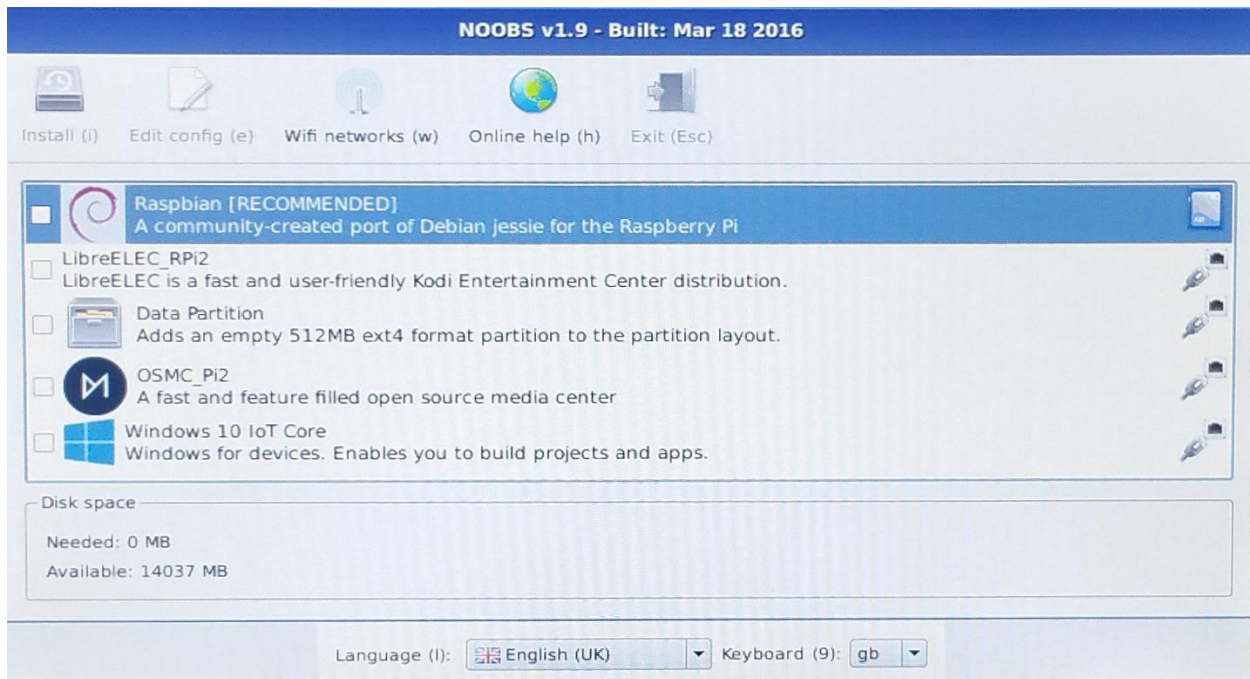 NOOBS v1.9 - Built: Mar 18 2016
Install (i) Edit config (e) Wifi networks (w) Online help (h) Exit (Esc)
Raspbian [RECOMMENDED]
A community-created port of Debian jessie for the Raspberry Pi
LibreELEC_RPi2
LibreELEC is a fast and user-friendly Kodi Entertainment Center distribution.
Data Partition
Adds an empty 512MB ext4 format partition to the partition layout.
OSMC_Pi2
A fast and feature filled open source media center
Windows 10 IoT Core
Windows for devices. Enables you to build projects and apps.
Disk space
Needed: 0 MB
Available: 14037 MB
Language (l): English (UK) Keyboard (9): gb